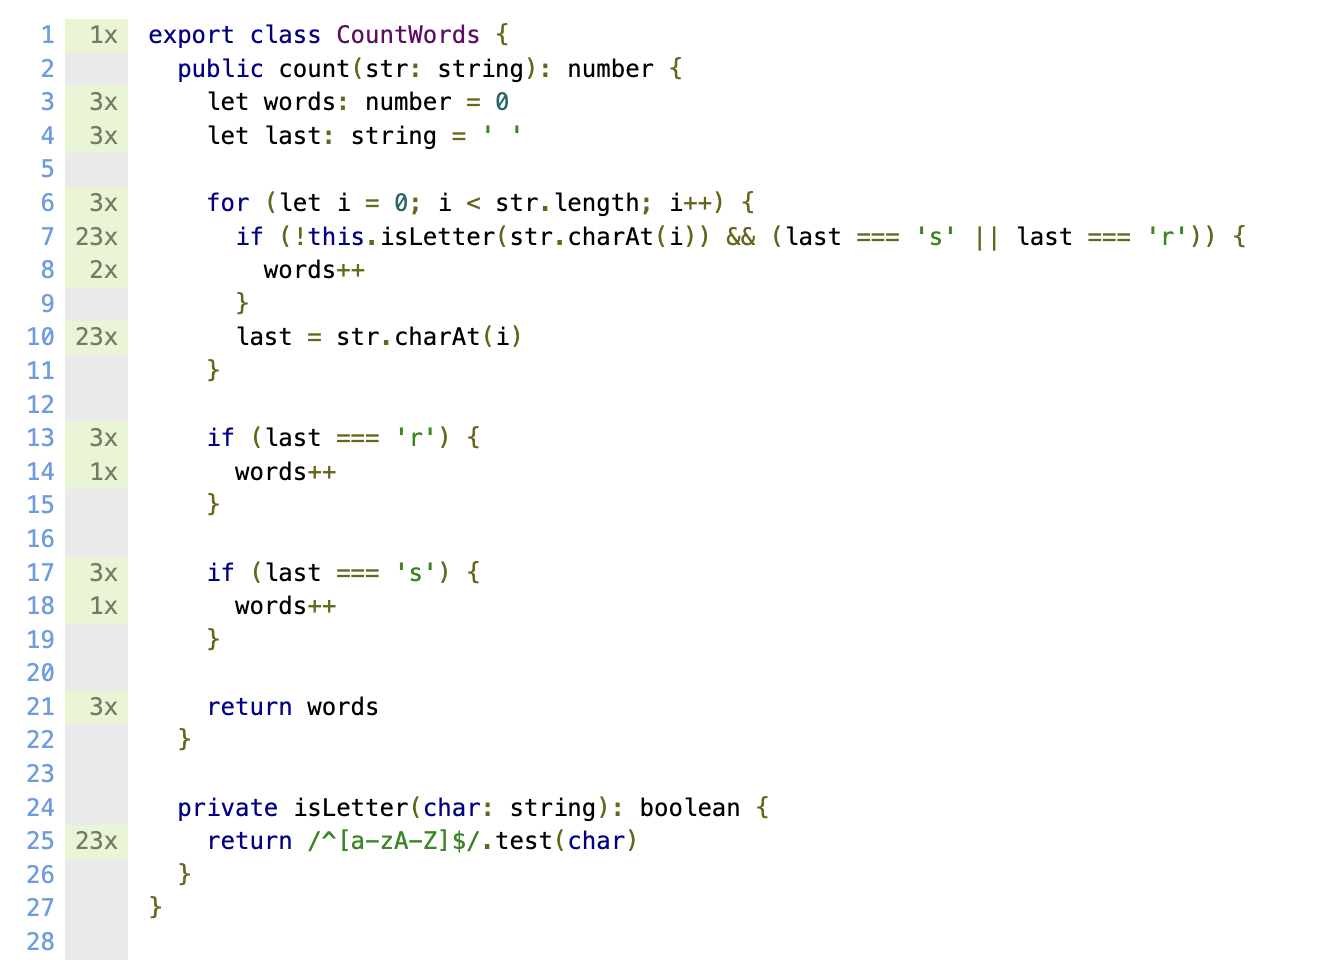 1 1x export class CountWords {
2 public count(str: string): number {
3 3x let words: number = 0
4 3x let last: string = ' '
5
6 3x for (let i = 0; i < str.length; i++) {
7 23x if (!this.isLetter(str.charAt(i)) && (last === 's' || last === 'r')) {
8 2x words++
9 }
10 23x last = str.charAt(i)
11 }
12
13 3x if (last === 'r') {
14 1x words++
15 }
16
17 3x if (last === 's') {
18 1x words++
19 }
20
21 3x return words
22 }
23
24 private isLetter(char: string): boolean {
25 23x return /^[a-zA-Z]$/.test(char)
26 }
27 }
28